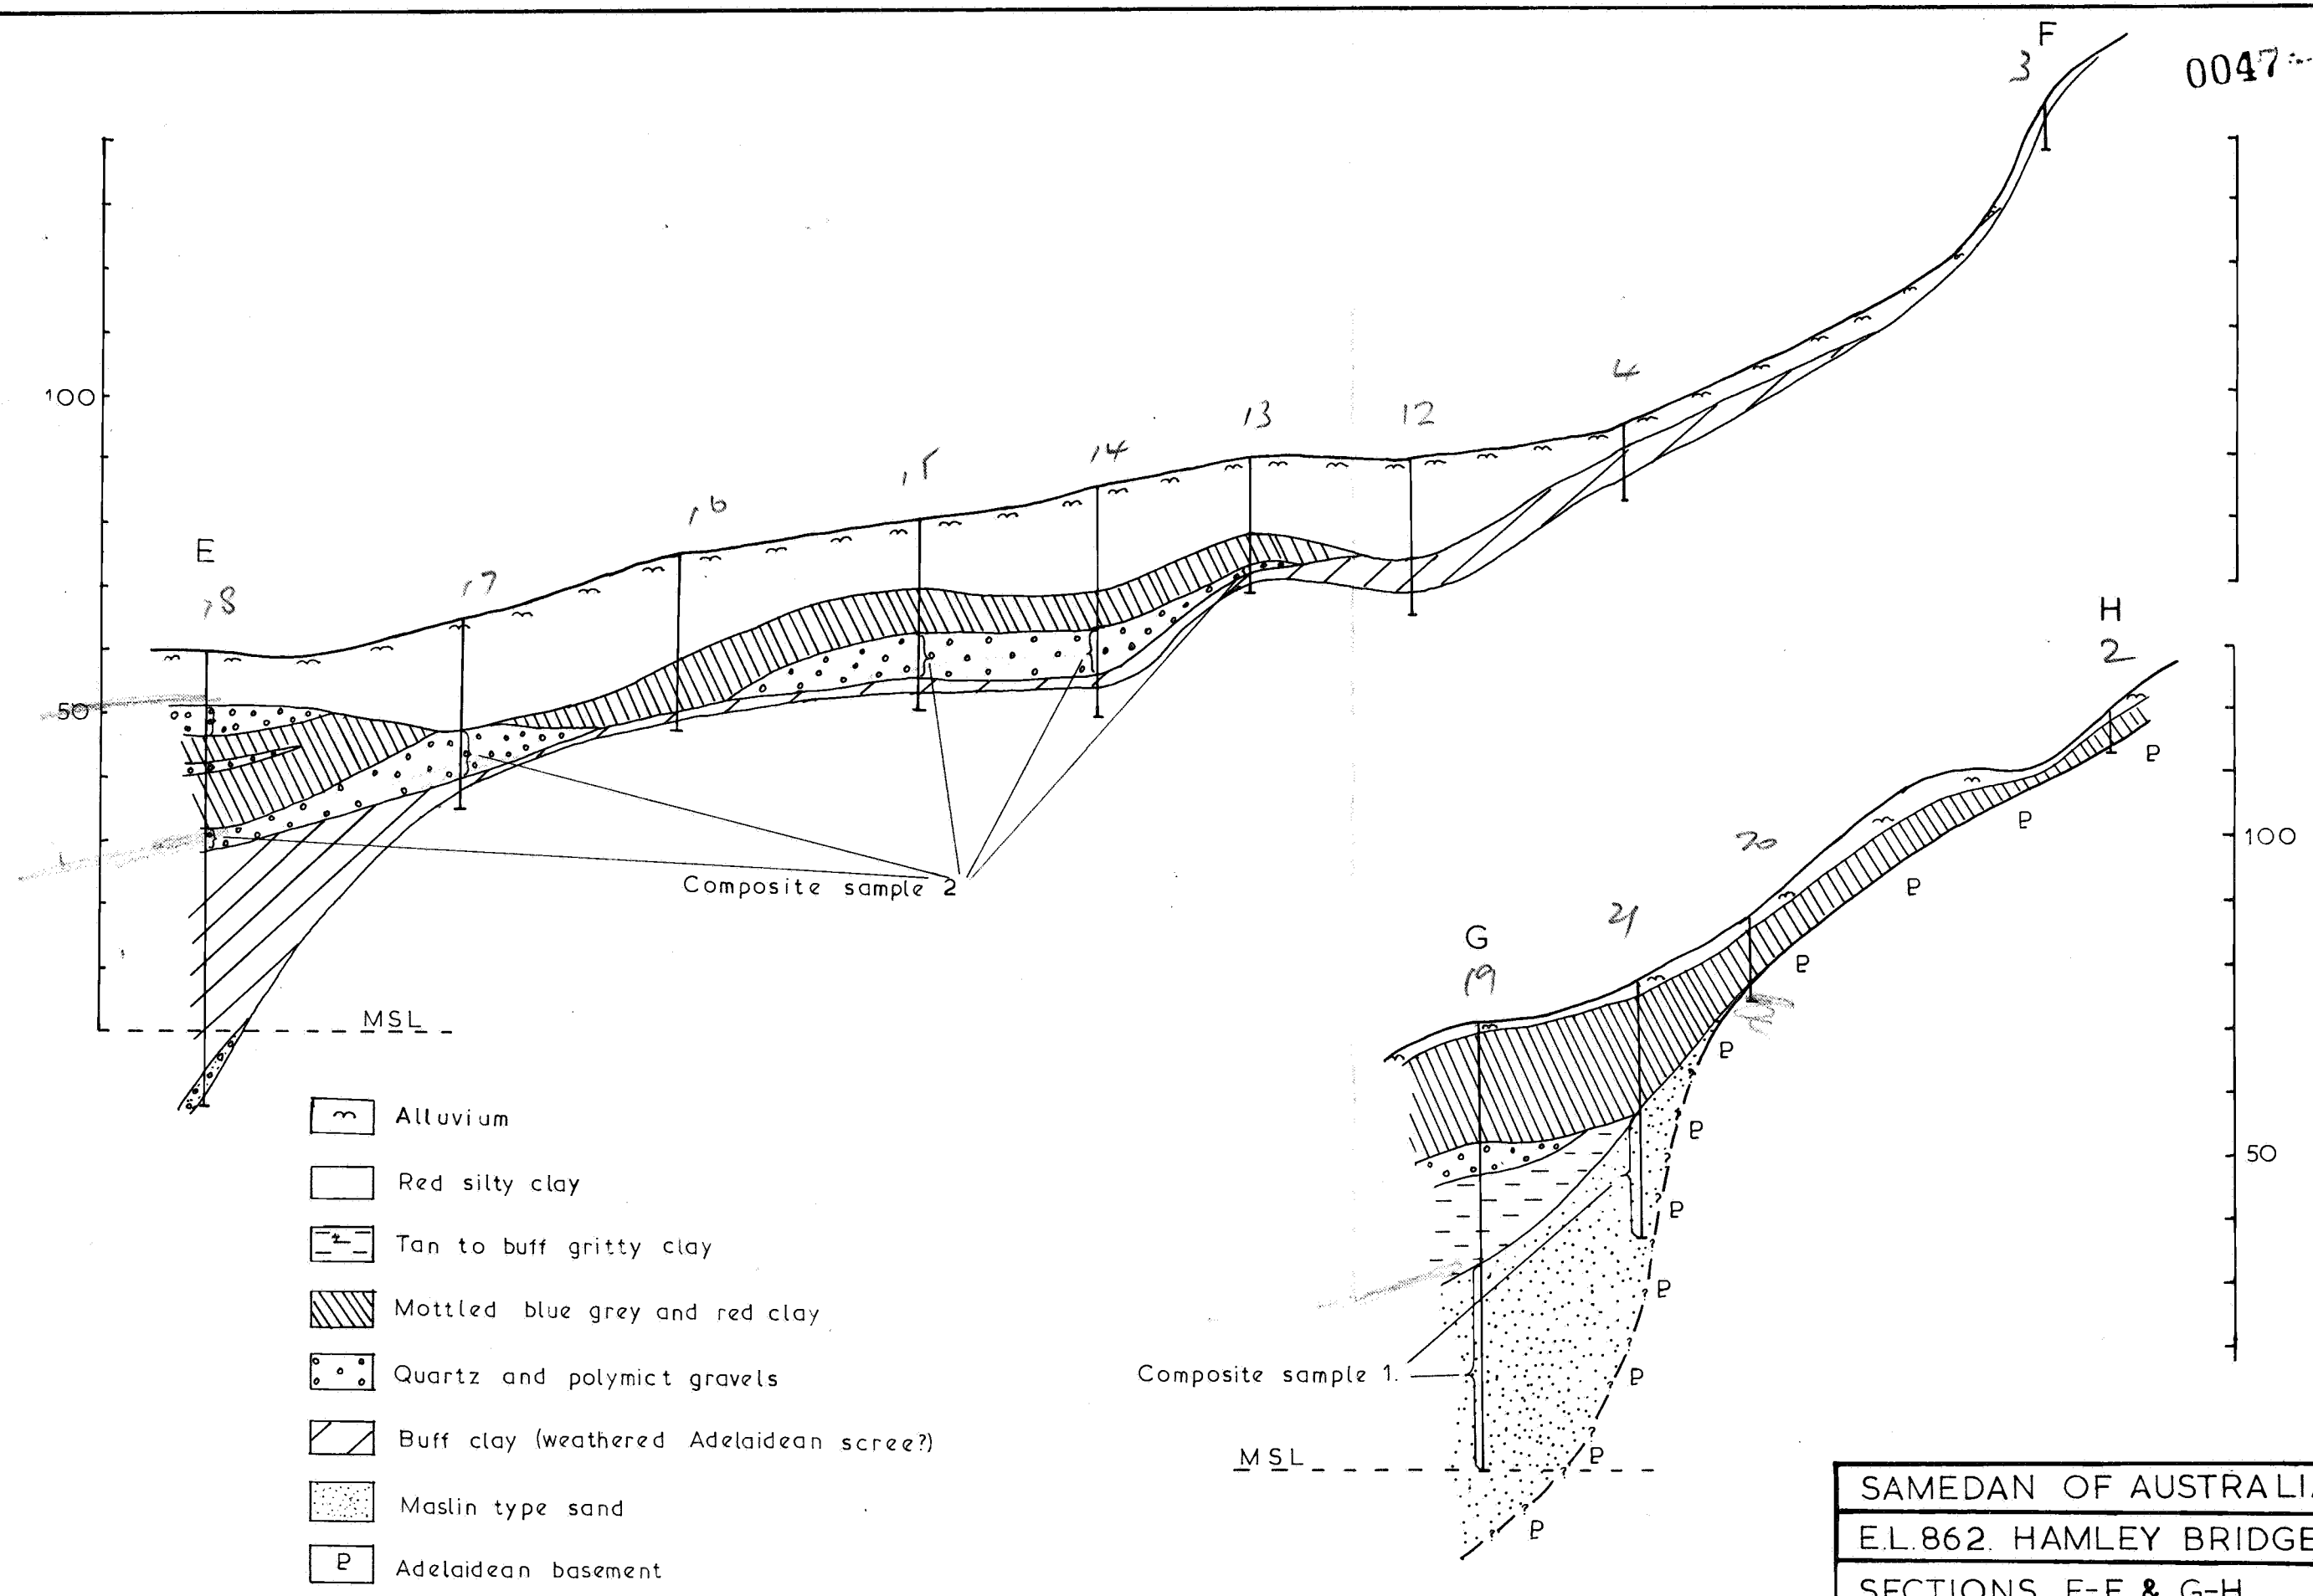 F
3
0047
100
4
13
12
14
15
16
E
18
17
50
H
2
Composite sample 2
100
20
21
G
19
MSL
50
Alluvium
Red silty clay
Tan to buff gritty clay
Mottled blue grey and red clay
Quartz and polymict gravels
Composite sample 1.
Buff clay (weathered Adelaidean scree?)
MSL
Maslin type sand
Adelaidean basement
SAMEDAN OF AUSTRALIA
E.L.862. HAMLEY BRIDGE
SECTIONS E-F & G-H